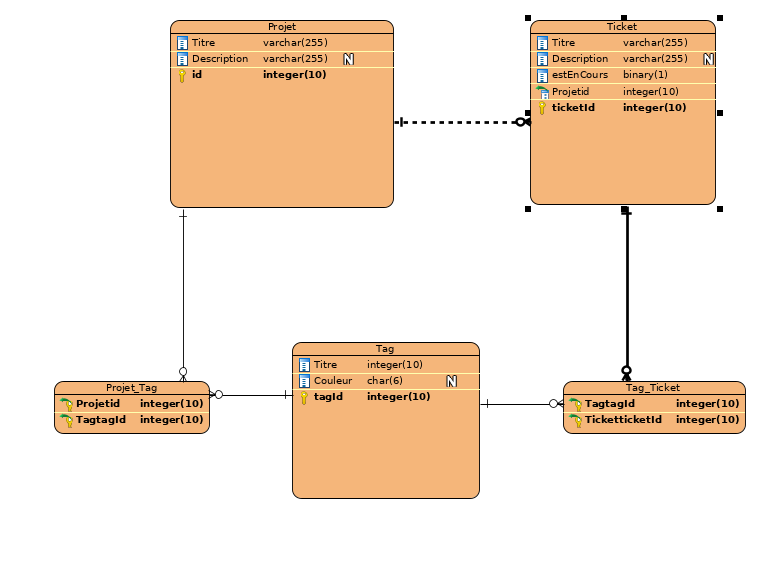 Projet
Titre varchar(255)
Description varchar(255) N
id integer(10)
Ticket
Titre varchar(255)
Description varchar(255) N
estEnCours binary(1)
Projetid integer(10)
ticketId integer(10)
Tag
Titre integer(10)
Couleur char(6) N
tagId integer(10)
Projet_Tag
Projetid integer(10)
TagtagId integer(10)
Tag_Ticket
TagtagId integer(10)
TicketticketId integer(10)